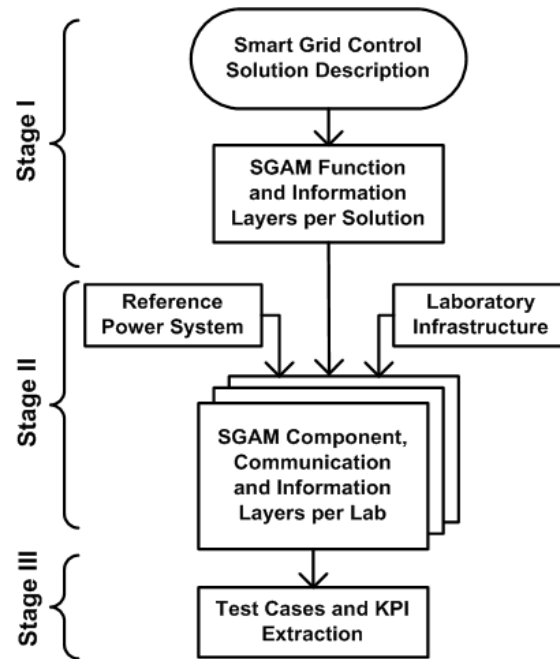 Stage I
Smart Grid Control
Solution Description
SGAM Function
and Information
Layers per Solution
Stage II
Reference
Power System
Laboratory
Infrastructure
SGAM Component,
Communication
and Information
Layers per Lab
Stage III
Test Cases and KPI
Extraction